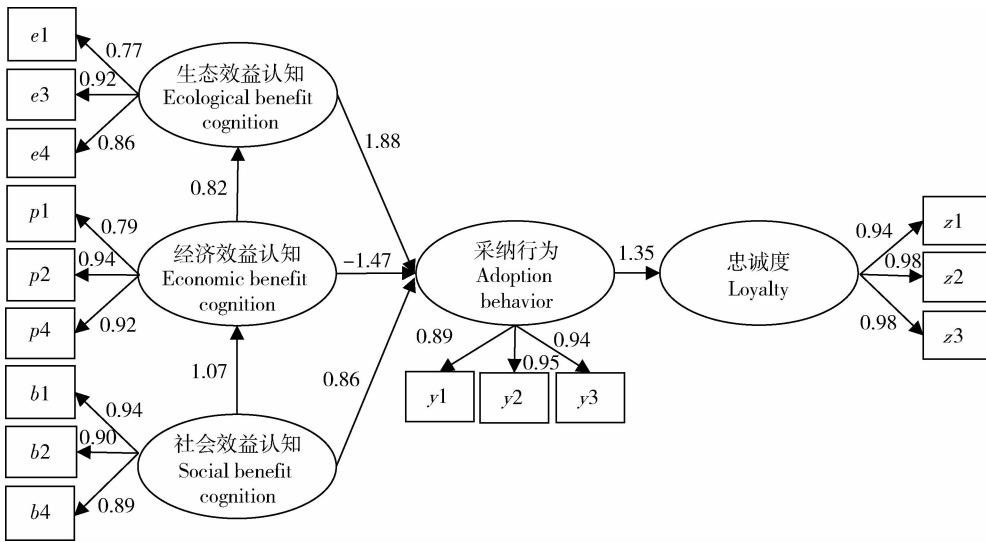 e1
e3
e4
p1
p2
p4
b1
b2
b4
0.77
0.92
0.86
0.79
0.94
0.92
0.94
0.90
0.89
生态效益认知
Ecological benefit
cognition
0.82
经济效益认知
Economic benefit
cognition
1.07
社会效益认知
Social benefit
cognition
1.88
−1.47
0.86
采纳行为
Adoption
behavior
0.89
0.95
0.94
y1
y2
y3
1.35
忠诚度
Loyalty
0.94
0.98
0.98
z1
z2
z3